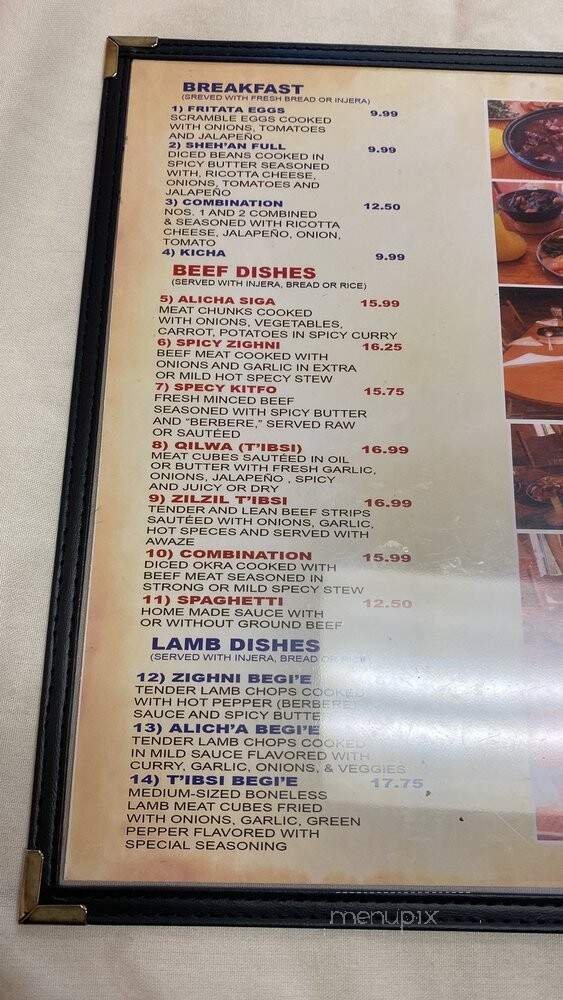 BREAKFAST
(SREVED WITH FRESH BREAD OR INJERA)
1) FRITATA EGGS 9.99
SCRAMBLE EGGS COOKED
WITH ONIONS, TOMATOES
AND JALAPEÑO
2) SHEH'AN FULL 9.99
DICED BEANS COOKED IN
SPICY BUTTER SEASONED
WITH, RICOTTA CHEESE,
ONIONS, TOMATOES AND
JALAPEÑO
3) COMBINATION 12.50
NOS. 1 AND 2 COMBINED
& SEASONED WITH RICOTTA
CHEESE, JALAPEÑO, ONION,
TOMATO
4) KICHA 9.99
BEEF DISHES
(SERVED WITH INJERA, BREAD OR RICE)
5) ALICHA SIGA 15.99
MEAT CHUNKS COOKED
WITH ONIONS, VEGETABLES,
CARROT, POTATOES IN SPICY CURRY
6) SPICY ZIGHNI 16.25
BEEF MEAT COOKED WITH
ONIONS AND GARLIC IN EXTRA
OR MILD HOT SPECY STEW
7) SPECY KITFO 15.75
FRESH MINCED BEEF
SEASONED WITH SPICY BUTTER
AND "BERBERE," SERVED RAW
OR SAUTÉED
8) QILWA (T'IBSI) 16.99
MEAT CUBES SAUTÉED IN OIL
OR BUTTER WITH FRESH GARLIC,
ONIONS, JALAPEÑO , SPICY
AND JUICY OR DRY
9) ZILZIL T'IBSI 16.99
TENDER AND LEAN BEEF STRIPS
SAUTÉED WITH ONIONS, GARLIC,
HOT SPECES AND SERVED WITH
AWAZE
10) COMBINATION 15.99
DICED OKRA COOKED WITH
BEEF MEAT SEASONED IN
STRONG OR MILD SPECY STEW
11) SPAGHETTI 12.50
HOME MADE SAUCE WITH
OR WITHOUT GROUND BEEF
LAMB DISHES
(SERVED WITH INJERA, BREAD OR RICE)
12) ZIGHNI BEGI'E
TENDER LAMB CHOPS COOKED
WITH HOT PEPPER (BERBERE)
SAUCE AND SPICY BUTTE
13) ALICH'A BEGI'E
TENDER LAMB CHOPS COOKED
IN MILD SAUCE FLAVORED WITH
CURRY, GARLIC, ONIONS, & VEGGIES
14) T'IBSI BEGI'E 17.75
MEDIUM-SIZED BONELESS
LAMB MEAT CUBES FRIED
WITH ONIONS, GARLIC, GREEN
PEPPER FLAVORED WITH
SPECIAL SEASONING
menupix